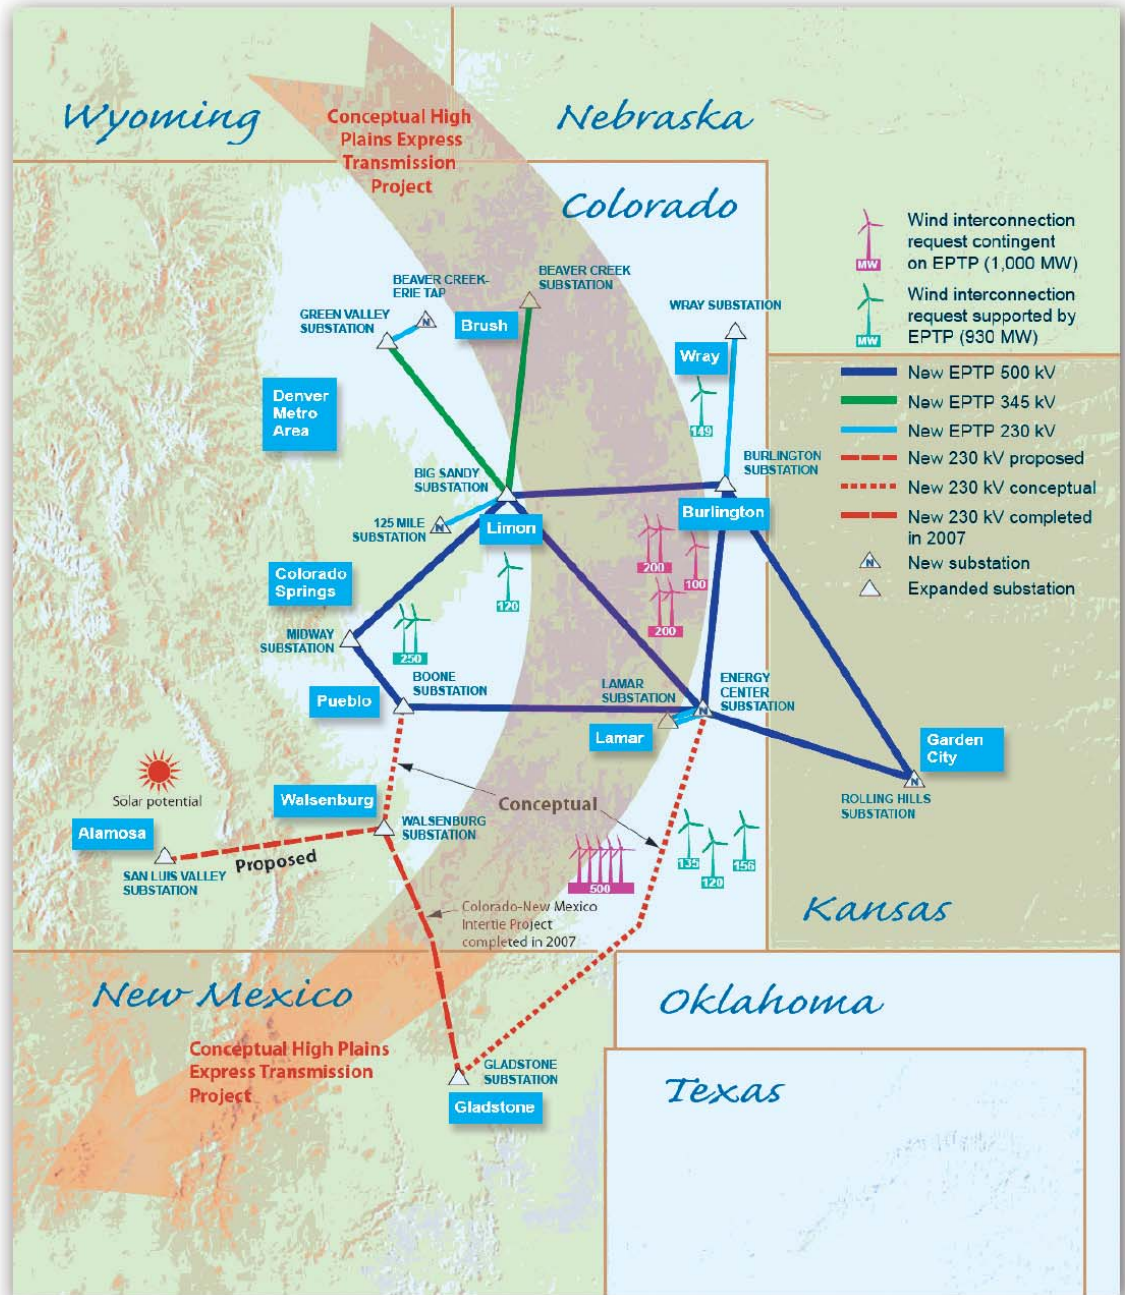 Wyoming
Nebraska
Conceptual High
Plains Express
Transmission
Project
Colorado
Wind interconnection
request contingent
on EPTP (1,000 MW)
MW
Wind interconnection
request supported by
EPTP (930 MW)
MW
New EPTP 500 kV
New EPTP 345 kV
New EPTP 230 kV
New 230 kV proposed
New 230 kV conceptual
New 230 kV completed
in 2007
N
New substation
Expanded substation
BEAVER CREEK-
ERIE TAP
N
BEAVER CREEK
SUBSTATION
GREEN VALLEY
SUBSTATION
Brush
WRAY SUBSTATION
Wray
149
Denver
Metro
Area
BIG SANDY
SUBSTATION
BURLINGTON
SUBSTATION
125 MILE
SUBSTATION
N
Limon
Burlington
200
100
200
120
Colorado
Springs
MIDWAY
SUBSTATION
250
BOONE
SUBSTATION
Pueblo
LAMAR
SUBSTATION
ENERGY
CENTER
SUBSTATION
N
Lamar
Garden
City
N
ROLLING HILLS
SUBSTATION
Solar potential
Walsenburg
Conceptual
WALSENBURG
SUBSTATION
Alamosa
SAN LUIS VALLEY
SUBSTATION
Proposed
135
120
156
500
Colorado-New Mexico
Intertie Project
completed in 2007
Kansas
New Mexico
Oklahoma
Conceptual High Plains
Express Transmission
Project
GLADSTONE
SUBSTATION
Gladstone
Texas